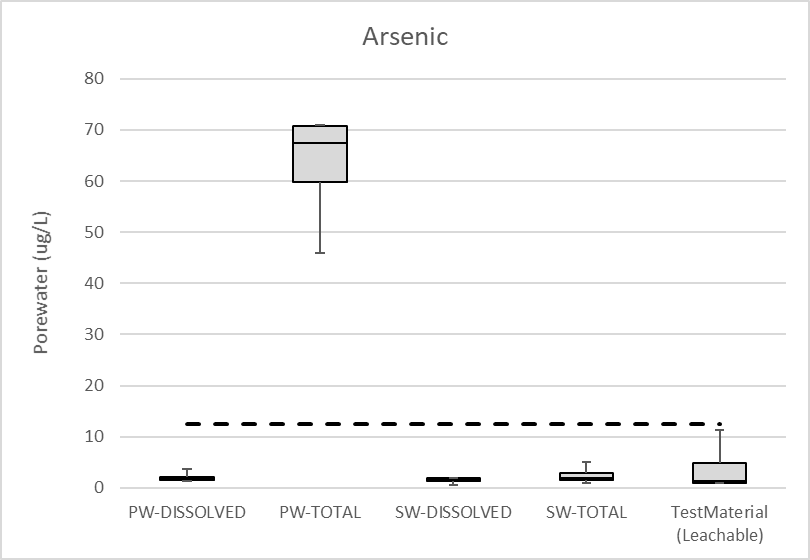 Arsenic
80
70
60
50
40
30
20
10
0
Porewater (ug/L)
PW-DISSOLVED
PW-TOTAL
SW-DISSOLVED
SW-TOTAL
TestMaterial
(Leachable)